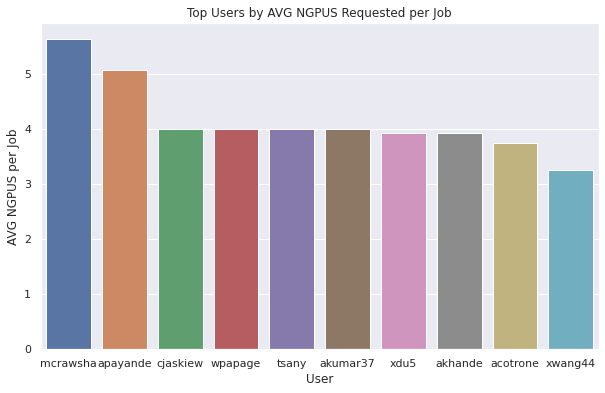 Top Users by AVG NGPUS Requested per Job
AVG NGPUS per Job
5
4
3
2
1
0
mcrawsha apayande cjaskiew wpapage tsany akumar37 xdu5 akhande acotrone xwang44
User